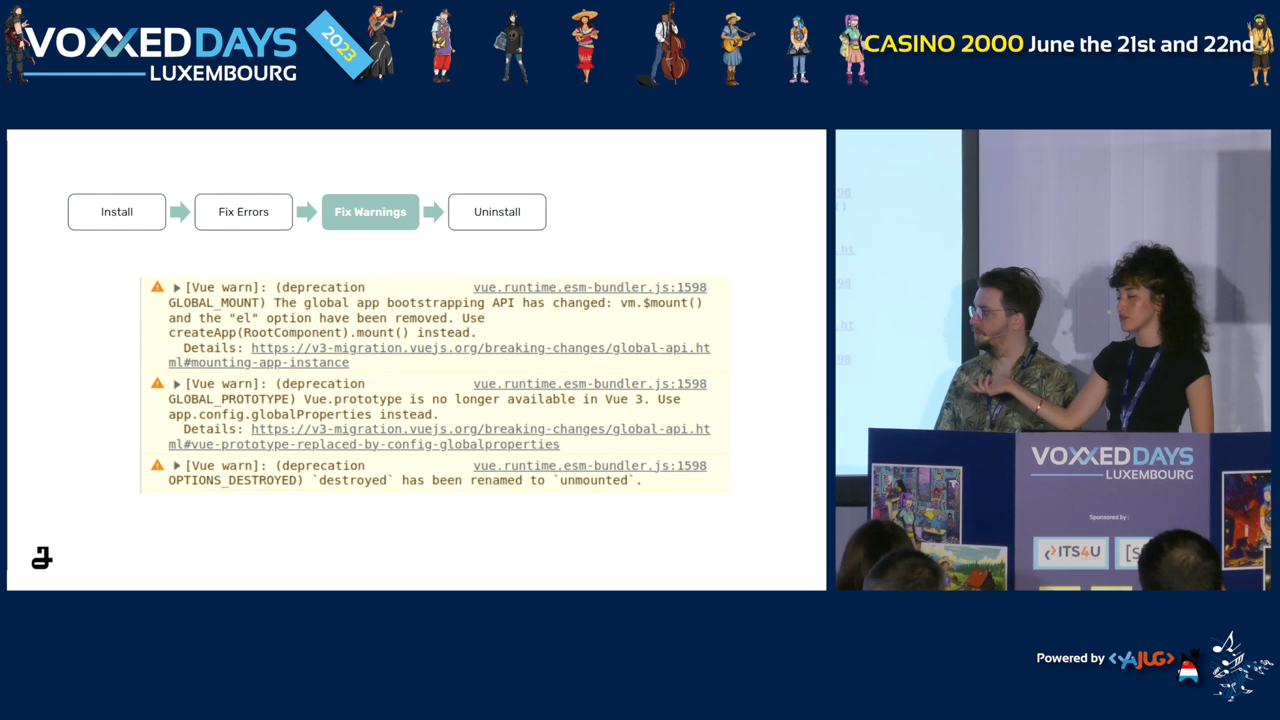 VOXXED DAYS
LUXEMBOURG
2023
CASINO 2000 June the 21st and 22nd
Install
Fix Errors
Fix Warnings
Uninstall
[Vue warn]: (deprecation vue.runtime.esm-bundler.js:1598
GLOBAL_MOUNT) The global app bootstrapping API has changed: vm.$mount()
and the "el" option have been removed. Use
createApp(RootComponent).mount() instead.
Details: https://v3-migration.vuejs.org/breaking-changes/global-api.ht
ml#mounting-app-instance
[Vue warn]: (deprecation vue.runtime.esm-bundler.js:1598
GLOBAL_PROTOTYPE) Vue.prototype is no longer available in Vue 3. Use
app.config.globalProperties instead.
Details: https://v3-migration.vuejs.org/breaking-changes/global-api.ht
ml#vue-prototype-replaced-by-config-globalproperties
[Vue warn]: (deprecation vue.runtime.esm-bundler.js:1598
OPTIONS_DESTROYED) `destroyed` has been renamed to `unmounted`.
VOXXED DAYS
LUXEMBOURG
Sponsored by :
ITS4U
Powered by <YAJUG>